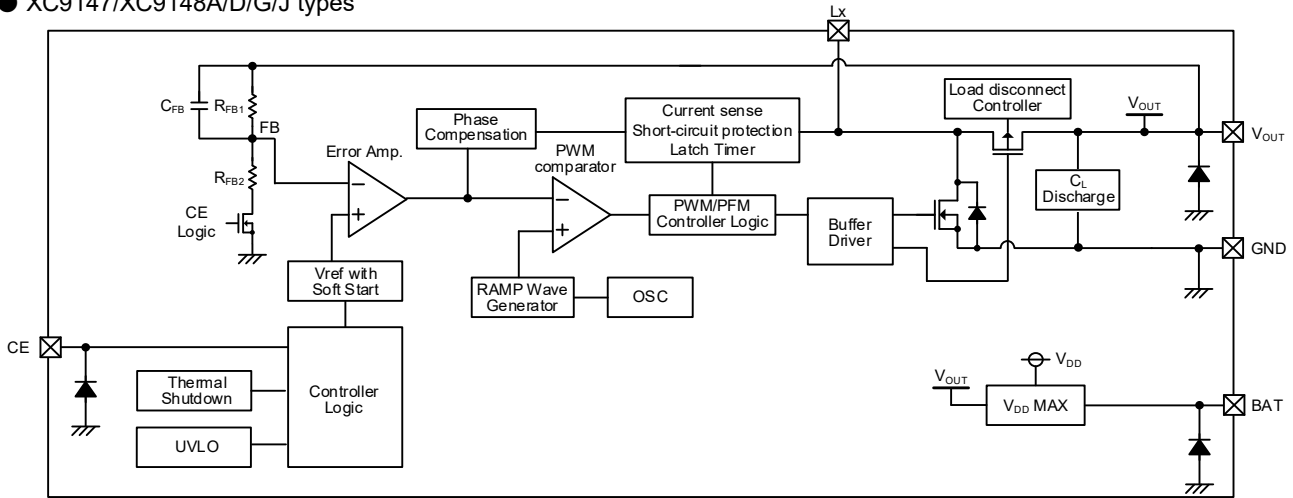 ● XC9147/XC9148A/D/G/J types
Lx
CFB
RFB1
FB
RFB2
CE
Logic
Error Amp.
Phase
Compensation
PWM
comparator
Current sense
Short-circuit protection
Latch Timer
PWM/PFM
Controller Logic
Load disconnect
Controller
VOUT
VOUT
CL
Discharge
Buffer
Driver
GND
Vref with
Soft Start
RAMP Wave
Generator
OSC
CE
Thermal
Shutdown
UVLO
Controller
Logic
VDD
VOUT
VDD MAX
BAT